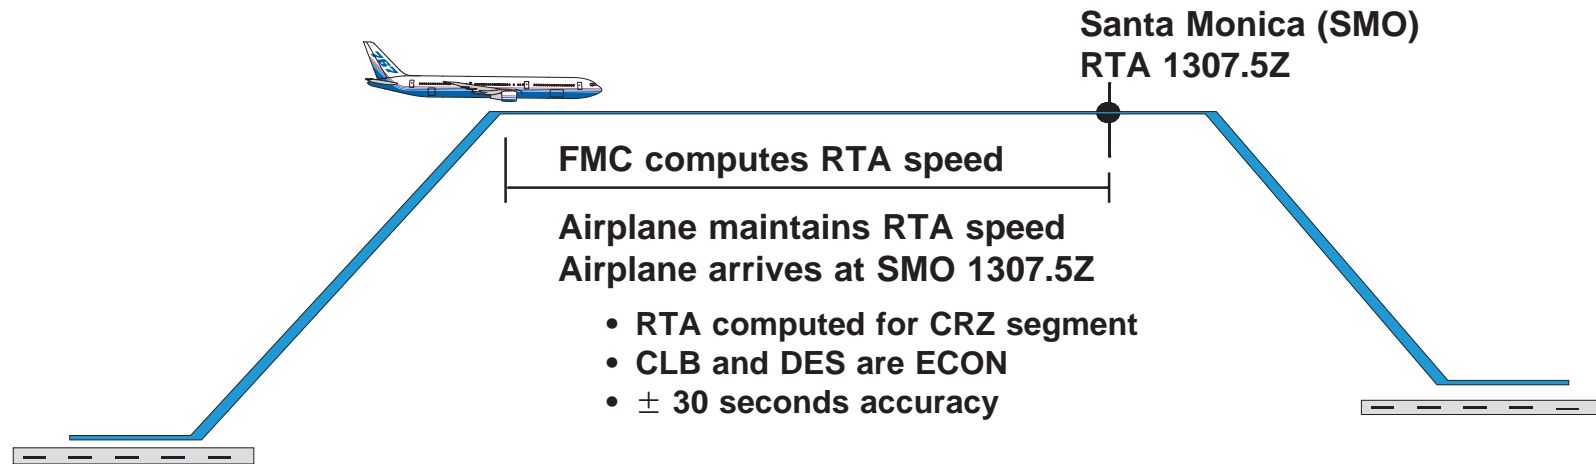 Santa Monica (SMO)
RTA 1307.5Z
767
FMC computes RTA speed
Airplane maintains RTA speed
Airplane arrives at SMO 1307.5Z
• RTA computed for CRZ segment
• CLB and DES are ECON
• ± 30 seconds accuracy